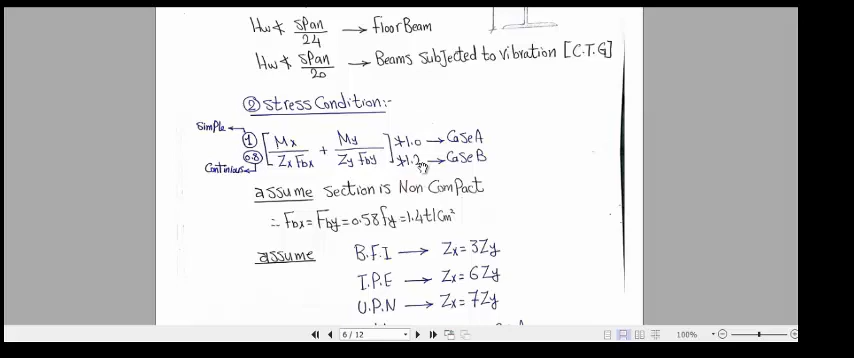 Hw ≮ span/24 → Floor Beam
Hw ≮ span/20 → Beams Subjected to vibration [C.T.G]
② Stress Condition:-
simple ← ① [Mx/Zx Fbx + My/Zy Fby] *1.0 → Case A
Continious ← 0.8 *1.2 → Case B
assume section is Non Compact
∴ Fbx = Fby = 0.58 fy = 1.4 t/cm²
assume B.F.I → Zx = 3Zy
I.P.E → Zx = 6Zy
U.P.N → Zx = 7Zy
6 / 12
100%